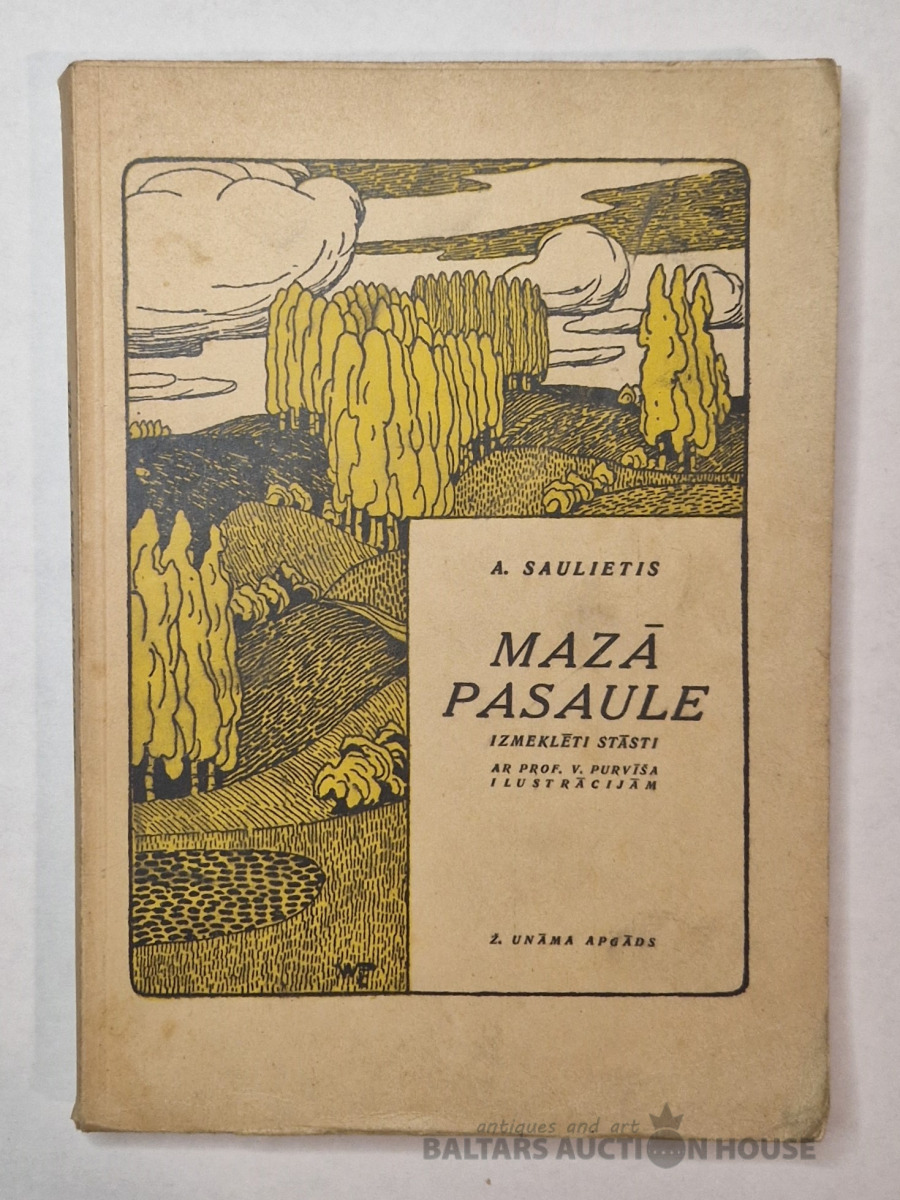 A. SAULIETIS
MAZĀ
PASAULE
IZMEKLĒTI STĀSTI
AR PROF. V. PURVĪŠA
ILUSTRĀCIJĀM
Ž. UNĀMA APGĀDS
antiques and art
BALTARS AUCTION HOUSE